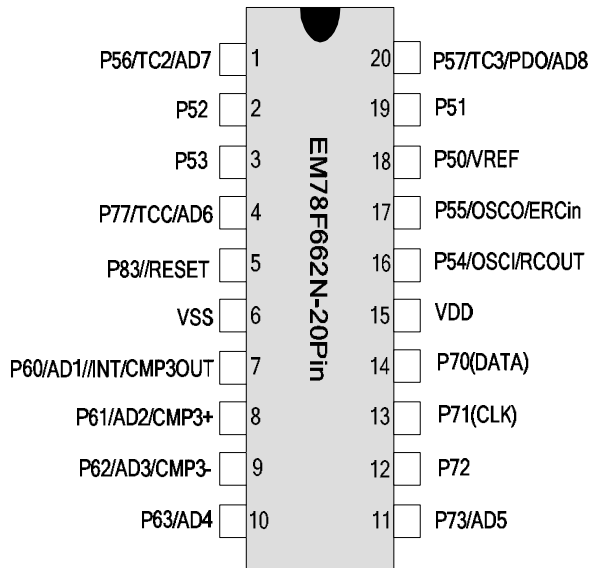 P56/TC2/AD7 1 20 P57/TC3/PDO/AD8
P52 2 19 P51
P53 3 18 P50/VREF
P77/TCC/AD6 4 17 P55/OSCO/ERCin
P83//RESET 5 16 P54/OSCI/RCOUT
VSS 6 15 VDD
P60/AD1//INT/CMP3OUT 7 14 P70(DATA)
P61/AD2/CMP3+ 8 13 P71(CLK)
P62/AD3/CMP3- 9 12 P72
P63/AD4 10 11 P73/AD5
EM78F662N-20Pin